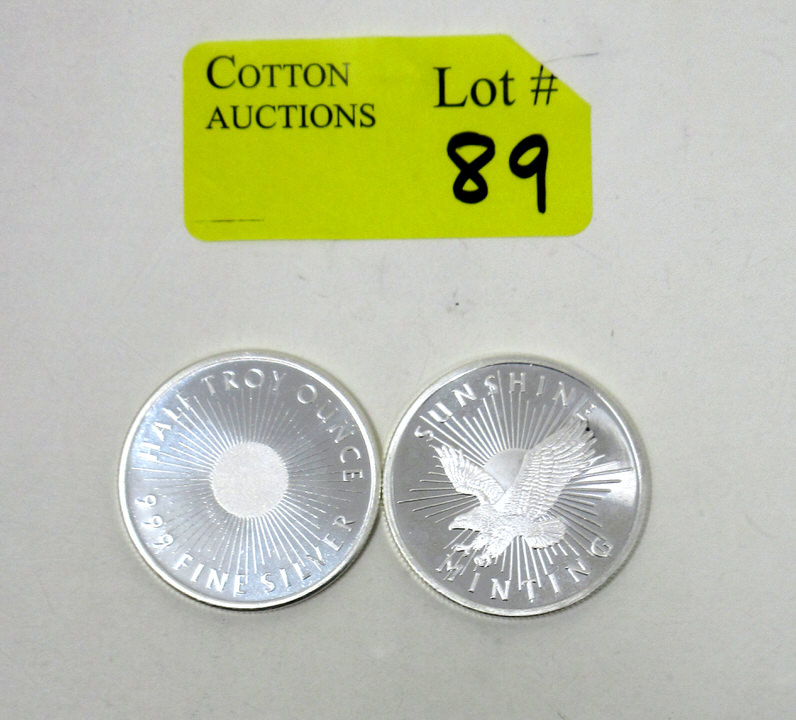 COTTON
AUCTIONS
Lot #
89
HALF TROY OUNCE
999 FINE SILVER
SUNSHINE
MINTING